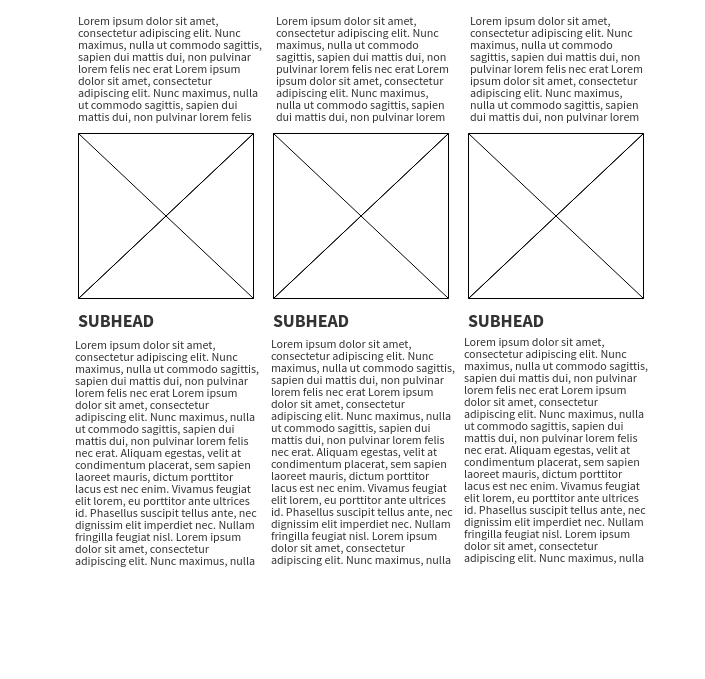 Lorem ipsum dolor sit amet,
consectetur adipiscing elit. Nunc
maximus, nulla ut commodo sagittis,
sapien dui mattis dui, non pulvinar
lorem felis nec erat Lorem ipsum
dolor sit amet, consectetur
adipiscing elit. Nunc maximus, nulla
ut commodo sagittis, sapien dui
mattis dui, non pulvinar lorem felis
Lorem ipsum dolor sit amet,
consectetur adipiscing elit. Nunc
maximus, nulla ut commodo
sagittis, sapien dui mattis dui, non
pulvinar lorem felis nec erat Lorem
ipsum dolor sit amet, consectetur
adipiscing elit. Nunc maximus,
nulla ut commodo sagittis, sapien
dui mattis dui, non pulvinar lorem
Lorem ipsum dolor sit amet,
consectetur adipiscing elit. Nunc
maximus, nulla ut commodo
sagittis, sapien dui mattis dui, non
pulvinar lorem felis nec erat Lorem
ipsum dolor sit amet, consectetur
adipiscing elit. Nunc maximus,
nulla ut commodo sagittis, sapien
dui mattis dui, non pulvinar lorem
SUBHEAD
Lorem ipsum dolor sit amet,
consectetur adipiscing elit. Nunc
maximus, nulla ut commodo sagittis,
sapien dui mattis dui, non pulvinar
lorem felis nec erat Lorem ipsum
dolor sit amet, consectetur
adipiscing elit. Nunc maximus, nulla
ut commodo sagittis, sapien dui
mattis dui, non pulvinar lorem felis
nec erat. Aliquam egestas, velit at
condimentum placerat, sem sapien
laoreet mauris, dictum porttitor
lacus est nec enim. Vivamus feugiat
elit lorem, eu porttitor ante ultrices
id. Phasellus suscipit tellus ante, nec
dignissim elit imperdiet nec. Nullam
fringilla feugiat nisl. Lorem ipsum
dolor sit amet, consectetur
adipiscing elit. Nunc maximus, nulla
SUBHEAD
Lorem ipsum dolor sit amet,
consectetur adipiscing elit. Nunc
maximus, nulla ut commodo sagittis,
sapien dui mattis dui, non pulvinar
lorem felis nec erat Lorem ipsum
dolor sit amet, consectetur
adipiscing elit. Nunc maximus, nulla
ut commodo sagittis, sapien dui
mattis dui, non pulvinar lorem felis
nec erat. Aliquam egestas, velit at
condimentum placerat, sem sapien
laoreet mauris, dictum porttitor
lacus est nec enim. Vivamus feugiat
elit lorem, eu porttitor ante ultrices
id. Phasellus suscipit tellus ante, nec
dignissim elit imperdiet nec. Nullam
fringilla feugiat nisl. Lorem ipsum
dolor sit amet, consectetur
adipiscing elit. Nunc maximus, nulla
SUBHEAD
Lorem ipsum dolor sit amet,
consectetur adipiscing elit. Nunc
maximus, nulla ut commodo sagittis,
sapien dui mattis dui, non pulvinar
lorem felis nec erat Lorem ipsum
dolor sit amet, consectetur
adipiscing elit. Nunc maximus, nulla
ut commodo sagittis, sapien dui
mattis dui, non pulvinar lorem felis
nec erat. Aliquam egestas, velit at
condimentum placerat, sem sapien
laoreet mauris, dictum porttitor
lacus est nec enim. Vivamus feugiat
elit lorem, eu porttitor ante ultrices
id. Phasellus suscipit tellus ante, nec
dignissim elit imperdiet nec. Nullam
fringilla feugiat nisl. Lorem ipsum
dolor sit amet, consectetur
adipiscing elit. Nunc maximus, nulla